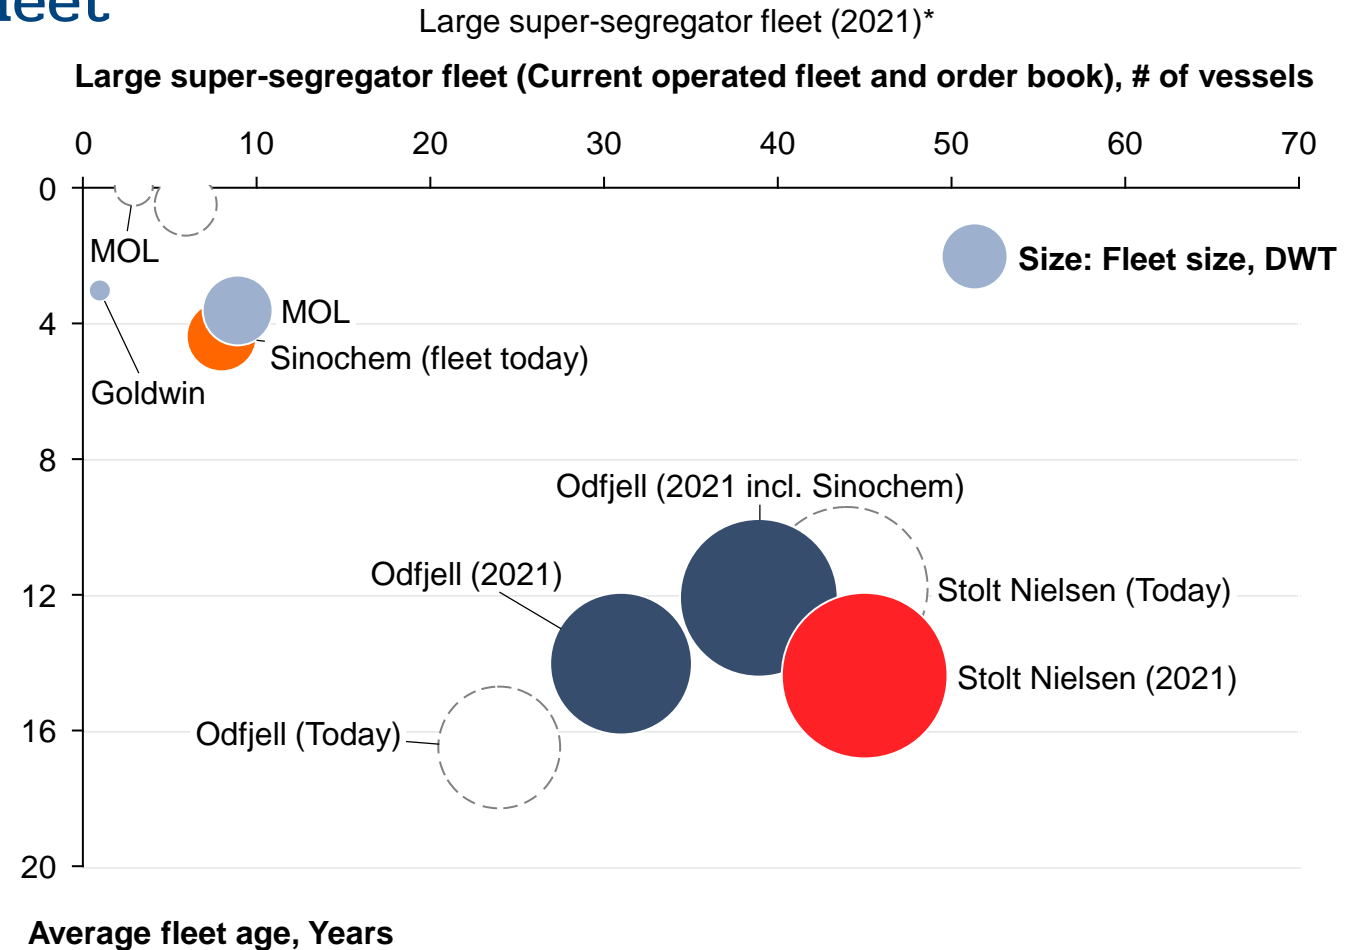 Large super-segregator fleet (2021)*
Large super-segregator fleet (Current operated fleet and order book), # of vessels
0 10 20 30 40 50 60 70
0
MOL
Size: Fleet size, DWT
MOL
4
Sinochem (fleet today)
Goldwin
8
Odfjell (2021 incl. Sinochem)
Odfjell (2021)
12
Stolt Nielsen (Today)
Stolt Nielsen (2021)
16
Odfjell (Today)
20
Average fleet age, Years